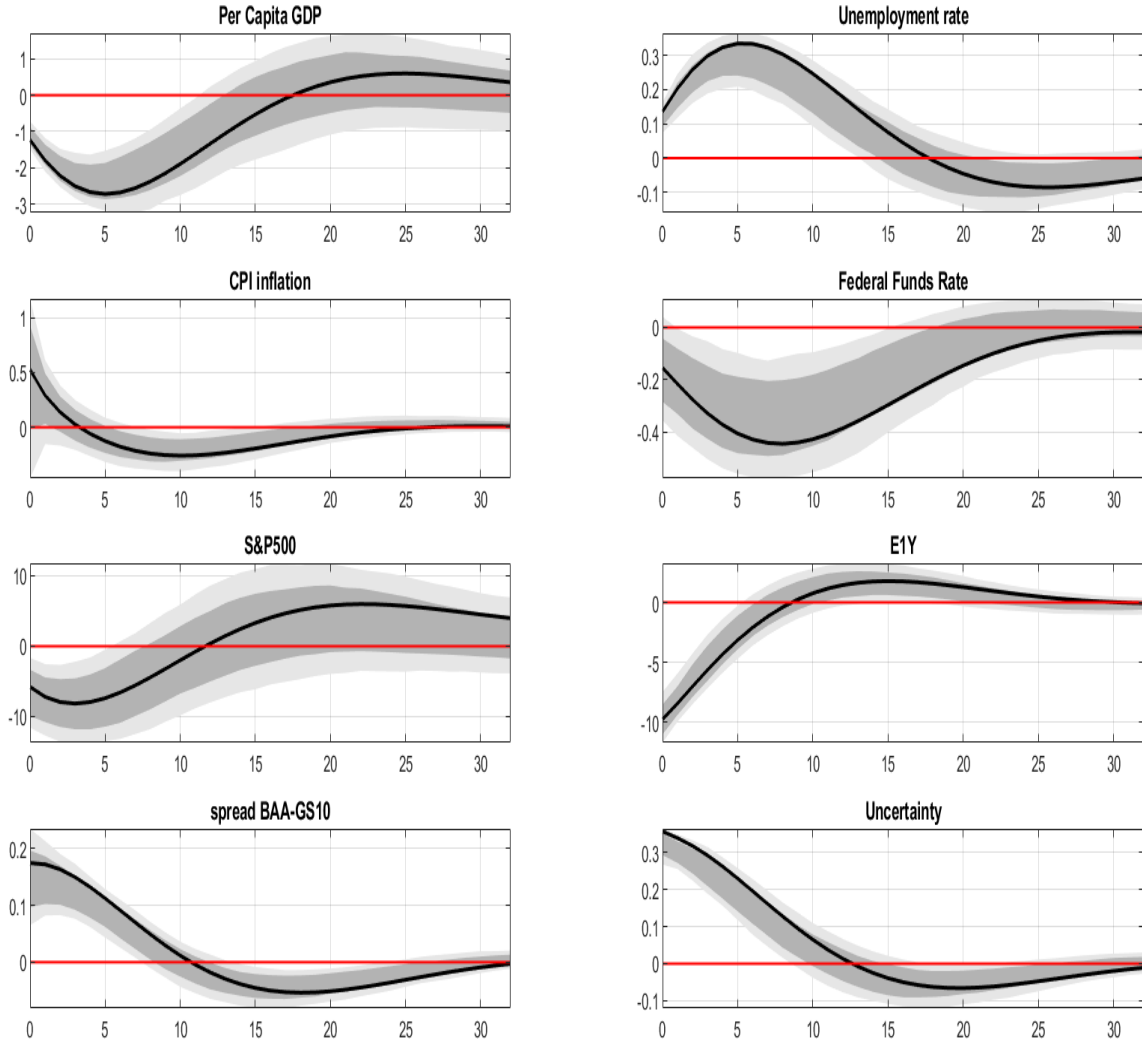 Per Capita GDP
1
0
-1
-2
-3
0 5 10 15 20 25 30
Unemployment rate
0.3
0.2
0.1
0
-0.1
0 5 10 15 20 25 30
CPI inflation
1
0.5
0
0 5 10 15 20 25 30
Federal Funds Rate
0
-0.2
-0.4
0 5 10 15 20 25 30
S&P500
10
0
-10
0 5 10 15 20 25 30
E1Y
0
-5
-10
0 5 10 15 20 25 30
spread BAA-GS10
0.2
0.1
0
0 5 10 15 20 25 30
Uncertainty
0.3
0.2
0.1
0
-0.1
0 5 10 15 20 25 30